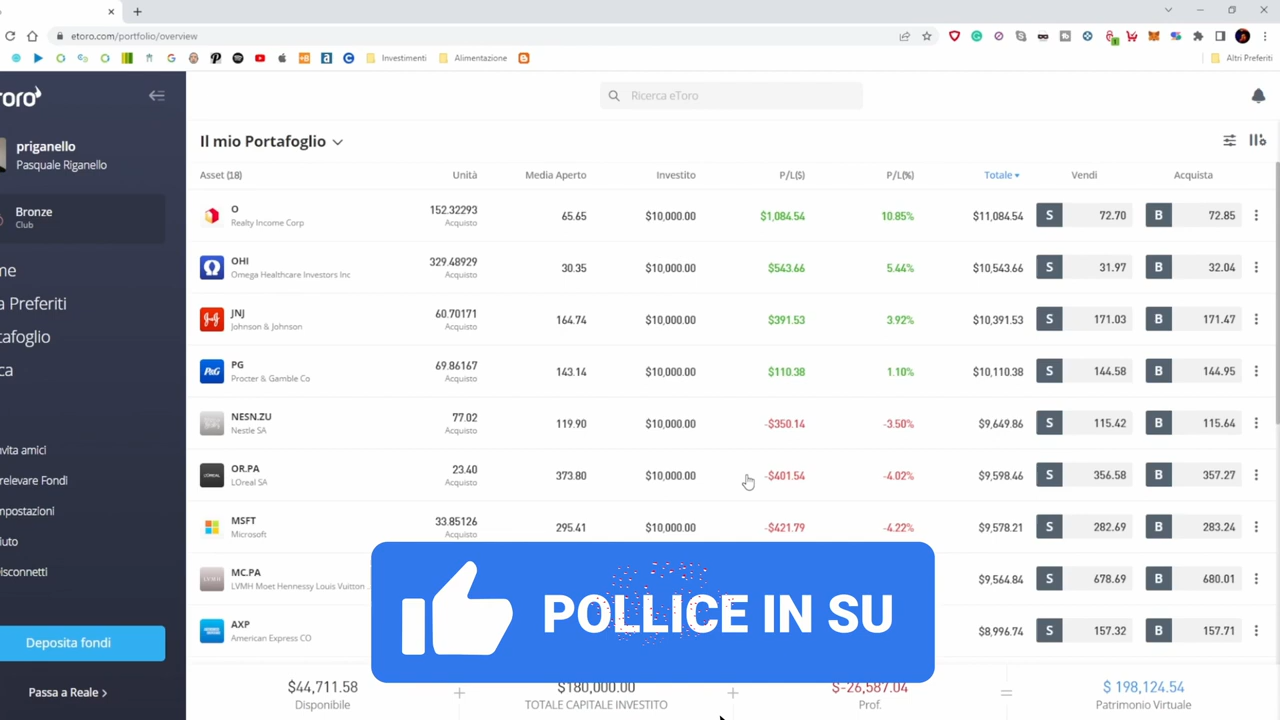 etoro.com/portfolio/overview
Investimenti
Alimentazione
Altri Preferiti
oro
Ricerca eToro
priganello
Pasquale Riganello
Bronze
Club
me
a Preferiti
tafoglio
ca
nvita amici
relevare Fondi
mpostazioni
iuto
isconnetti
Deposita fondi
Passa a Reale >
Il mio Portafoglio
Asset (18) Unità Media Aperto Investito P/L($) P/L(%) Totale Vendi Acquista
O 152.32293 65.65 $10,000.00 $1,084.54 10.85% $11,084.54 S 72.70 B 72.85
Realty Income Corp Acquisto
OHI 329.48929 30.35 $10,000.00 $543.66 5.44% $10,543.66 S 31.97 B 32.04
Omega Healthcare Investors Inc Acquisto
JNJ 60.70171 164.74 $10,000.00 $391.53 3.92% $10,391.53 S 171.03 B 171.47
Johnson & Johnson Acquisto
PG 69.86167 143.14 $10,000.00 $110.38 1.10% $10,110.38 S 144.58 B 144.95
Procter & Gamble Co Acquisto
NESN.ZU 77.02 119.90 $10,000.00 -$350.14 -3.50% $9,649.86 S 115.42 B 115.64
Nestle SA Acquisto
OR.PA 23.40 373.80 $10,000.00 -$401.54 -4.02% $9,598.46 S 356.58 B 357.27
LOreal SA Acquisto
MSFT 33.85126 295.41 $10,000.00 -$421.79 -4.22% $9,578.21 S 282.69 B 283.24
Microsoft Acquisto
MC.PA $9,564.84 S 678.69 B 680.01
LVMH Moet Hennessy Louis Vuitton ...
AXP $8,996.74 S 157.32 B 157.71
American Express CO
POLLICE IN SU
$44,711.58 + $180,000.00 + $-26,587.04 = $ 198,124.54
Disponibile TOTALE CAPITALE INVESTITO Prof. Patrimonio Virtuale